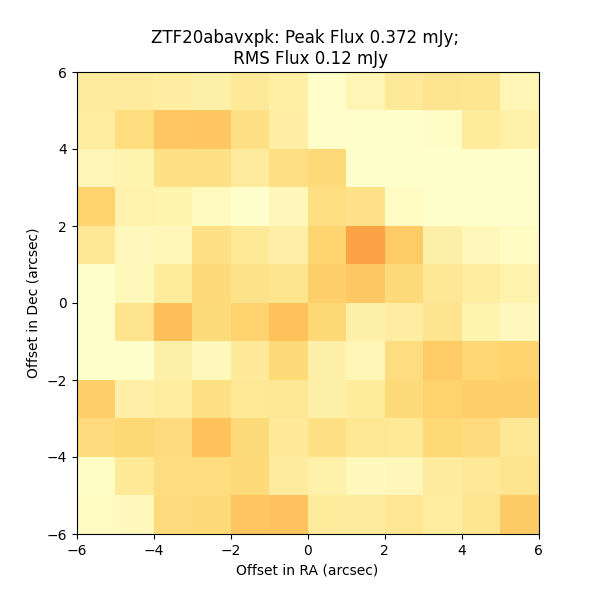 ZTF20abavxpk: Peak Flux 0.372 mJy;
RMS Flux 0.12 mJy
6
4
2
0
−2
−4
−6
Offset in Dec (arcsec)
−6 −4 −2 0 2 4 6
Offset in RA (arcsec)